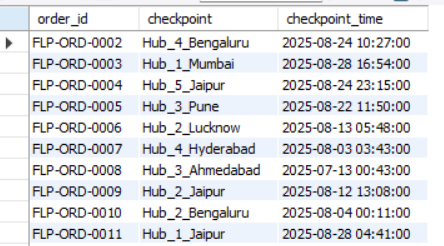 order_id checkpoint checkpoint_time
FLP-ORD-0002 Hub_4_Bengaluru 2025-08-24 10:27:00
FLP-ORD-0003 Hub_1_Mumbai 2025-08-28 16:54:00
FLP-ORD-0004 Hub_5_Jaipur 2025-08-24 23:15:00
FLP-ORD-0005 Hub_3_Pune 2025-08-22 11:50:00
FLP-ORD-0006 Hub_2_Lucknow 2025-08-13 05:48:00
FLP-ORD-0007 Hub_4_Hyderabad 2025-08-03 03:43:00
FLP-ORD-0008 Hub_3_Ahmedabad 2025-07-13 00:43:00
FLP-ORD-0009 Hub_2_Jaipur 2025-08-12 13:08:00
FLP-ORD-0010 Hub_2_Bengaluru 2025-08-04 00:11:00
FLP-ORD-0011 Hub_1_Jaipur 2025-08-28 04:41:00